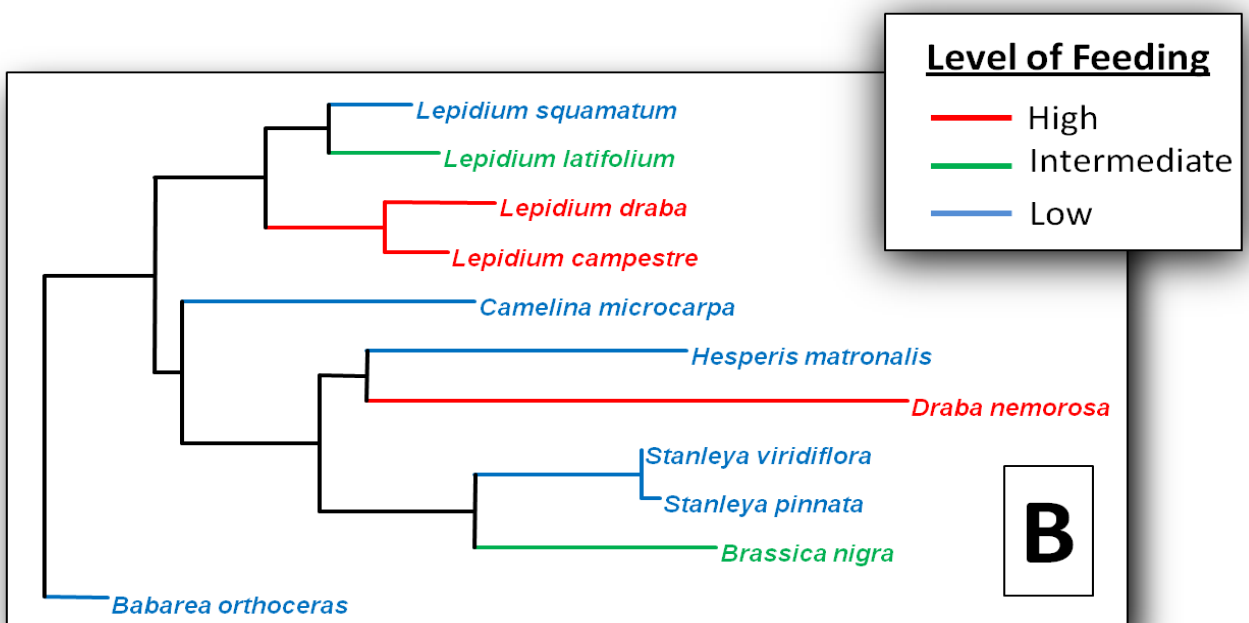 Level of Feeding
High
Intermediate
Low
Lepidium squamatum
Lepidium latifolium
Lepidium draba
Lepidium campestre
Camelina microcarpa
Hesperis matronalis
Draba nemorosa
Stanleya viridiflora
Stanleya pinnata
Brassica nigra
Babarea orthoceras
B